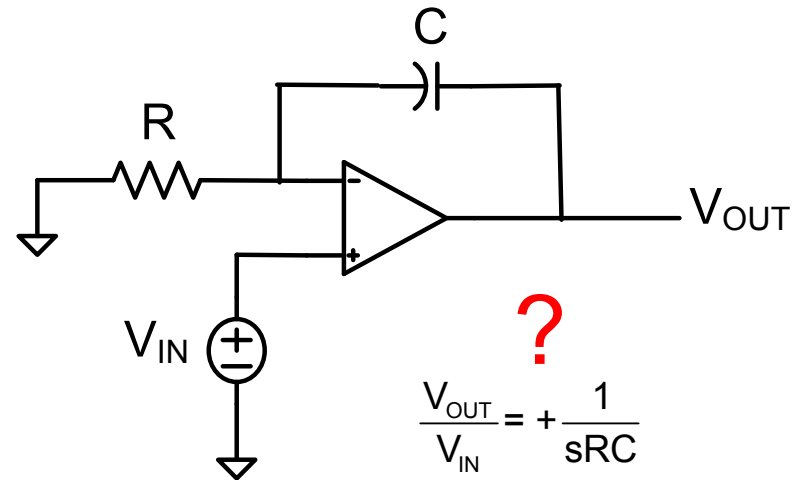 C
R
-
+
V_OUT
V_IN
+
−
?
V_OUT/V_IN = + 1/sRC